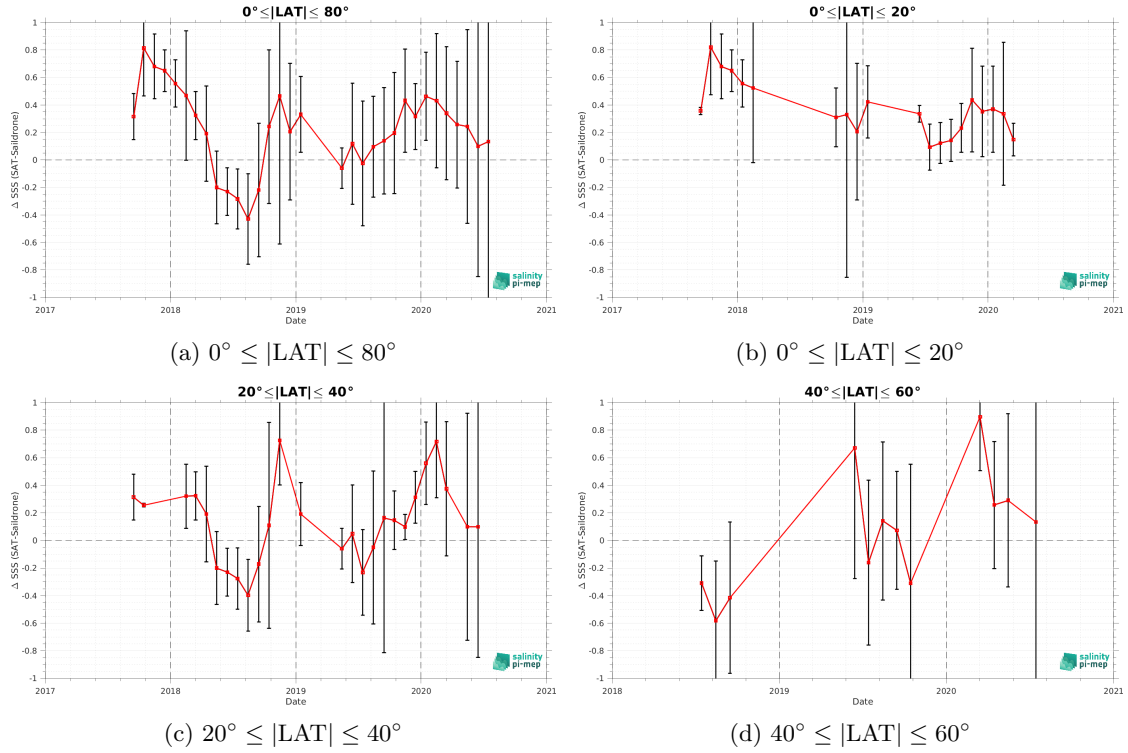 0°≤|LAT|≤ 80°
Δ SSS (SAT-Saildrone)
1
0.8
0.6
0.4
0.2
0
-0.2
-0.4
-0.6
-0.8
-1
2017
2018
2019
2020
2021
Date
salinity
pi-mep
(a) 0° ≤ |LAT| ≤ 80°
0°≤|LAT|≤ 20°
Δ SSS (SAT-Saildrone)
1
0.8
0.6
0.4
0.2
0
-0.2
-0.4
-0.6
-0.8
-1
2017
2018
2019
2020
2021
Date
salinity
pi-mep
(b) 0° ≤ |LAT| ≤ 20°
20°≤|LAT|≤ 40°
Δ SSS (SAT-Saildrone)
1
0.8
0.6
0.4
0.2
0
-0.2
-0.4
-0.6
-0.8
-1
2017
2018
2019
2020
2021
Date
salinity
pi-mep
(c) 20° ≤ |LAT| ≤ 40°
40°≤|LAT|≤ 60°
Δ SSS (SAT-Saildrone)
1
0.8
0.6
0.4
0.2
0
-0.2
-0.4
-0.6
-0.8
-1
2018
2019
2020
2021
Date
salinity
pi-mep
(d) 40° ≤ |LAT| ≤ 60°